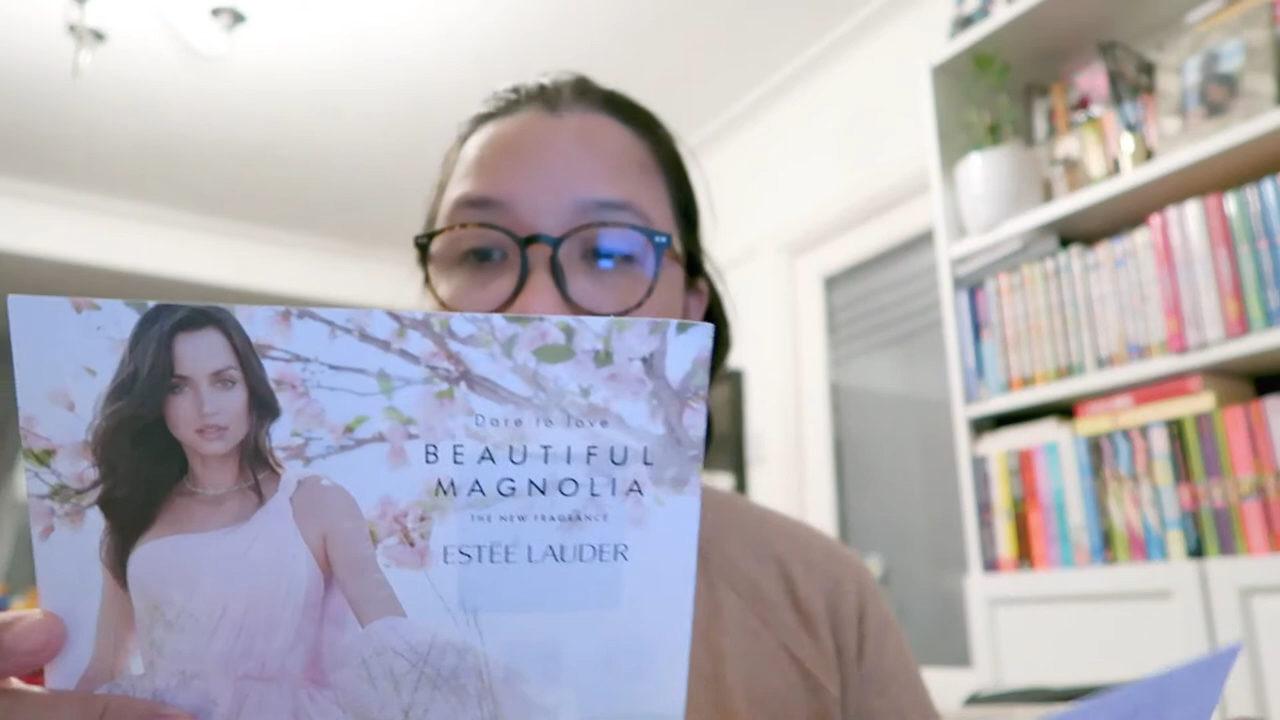 Dare to love
BEAUTIFUL
MAGNOLIA
THE NEW FRAGRANCE
ESTĒE LAUDER